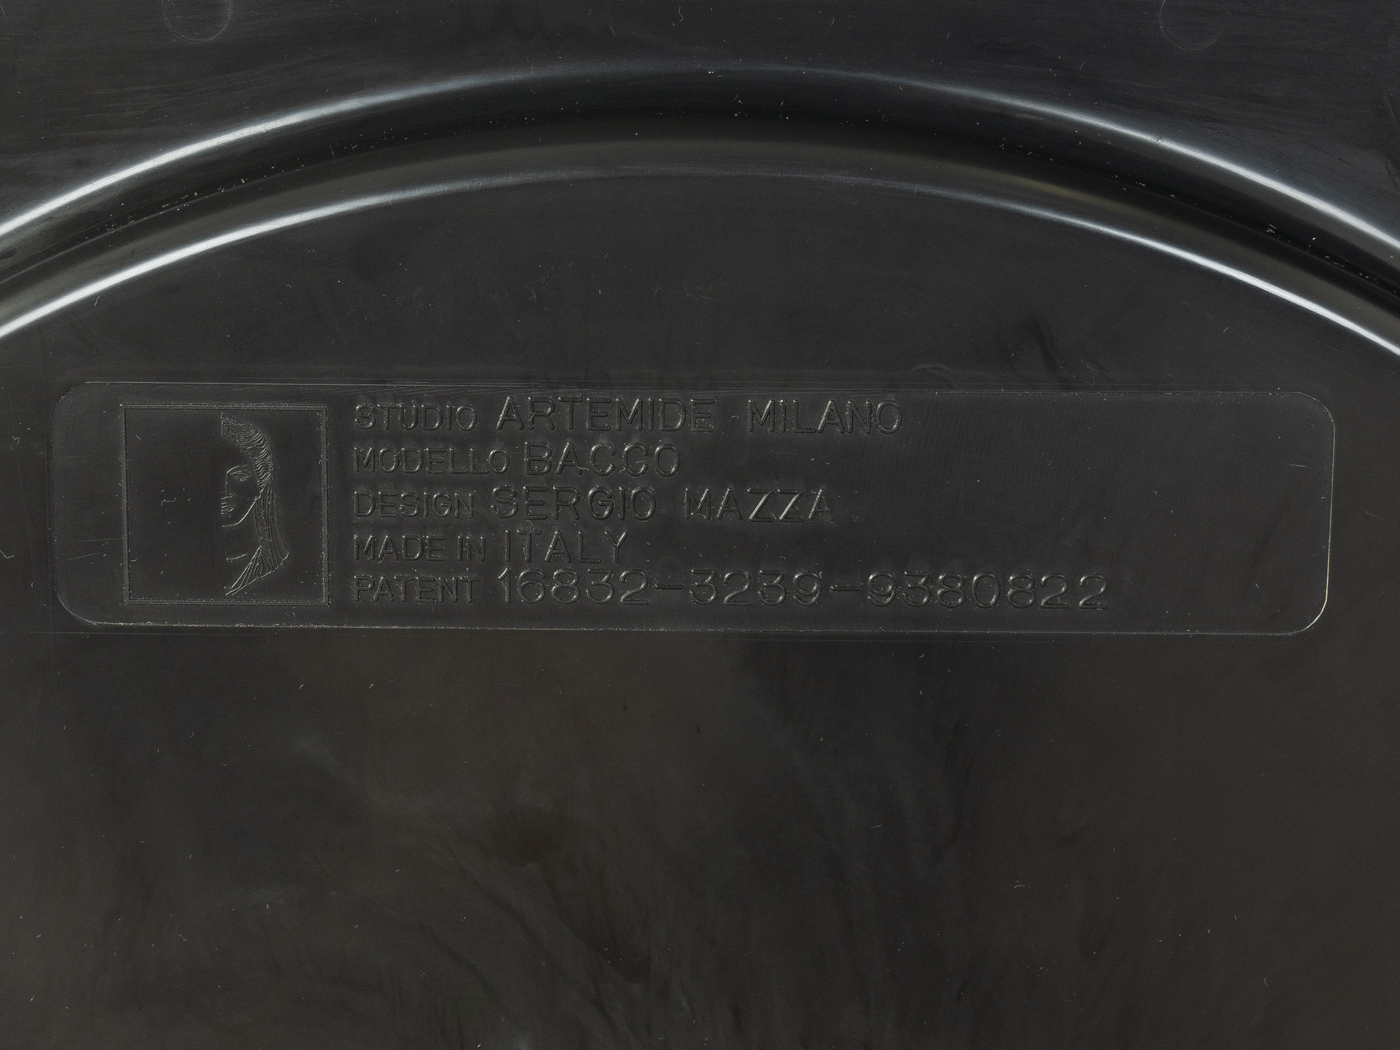 STUDIO ARTEMIDE MILANO
MODELLO BACCO
DESIGN SERGIO MAZZA
MADE IN ITALY
PATENT 16832-3239-9380822